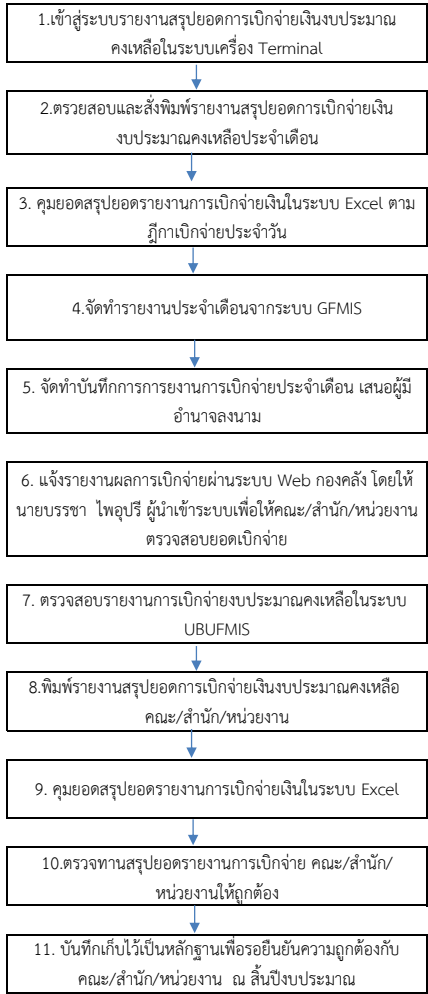 1.เข้าสู่ระบบรายงานสรุปยอดการเบิกจ่ายเงินงบประมาณ
คงเหลือในระบบเครื่อง Terminal
2.ตรวยสอบและสั่งพิมพ์รายงานสรุปยอดการเบิกจ่ายเงิน
งบประมาณคงเหลือประจำเดือน
3. คุมยอดสรุปยอดรายงานการเบิกจ่ายเงินในระบบ Excel ตาม
ฎีกาเบิกจ่ายประจำวัน
4.จัดทำรายงานประจำเดือนจากระบบ GFMIS
5. จัดทำบันทึกการการยงานการเบิกจ่ายประจำเดือน เสนอผู้มี
อำนาจลงนาม
6. แจ้งรายงานผลการเบิกจ่ายผ่านระบบ Web กองคลัง โดยให้
นายบรรชา ไพอุปรี ผู้นำเข้าระบบเพื่อให้คณะ/สำนัก/หน่วยงาน
ตรวจสอบยอดเบิกจ่าย
7. ตรวจสอบรายงานการเบิกจ่ายงบประมาณคงเหลือในระบบ
UBUFMIS
8.พิมพ์รายงานสรุปยอดการเบิกจ่ายเงินงบประมาณคงเหลือ
คณะ/สำนัก/หน่วยงาน
9. คุมยอดสรุปยอดรายงานการเบิกจ่ายเงินในระบบ Excel
10.ตรวจทานสรุปยอดรายงานการเบิกจ่าย คณะ/สำนัก/
หน่วยงานให้ถูกต้อง
11. บันทึกเก็บไว้เป็นหลักฐานเพื่อรอยืนยันความถูกต้องกับ
คณะ/สำนัก/หน่วยงาน ณ สิ้นปีงบประมาณ